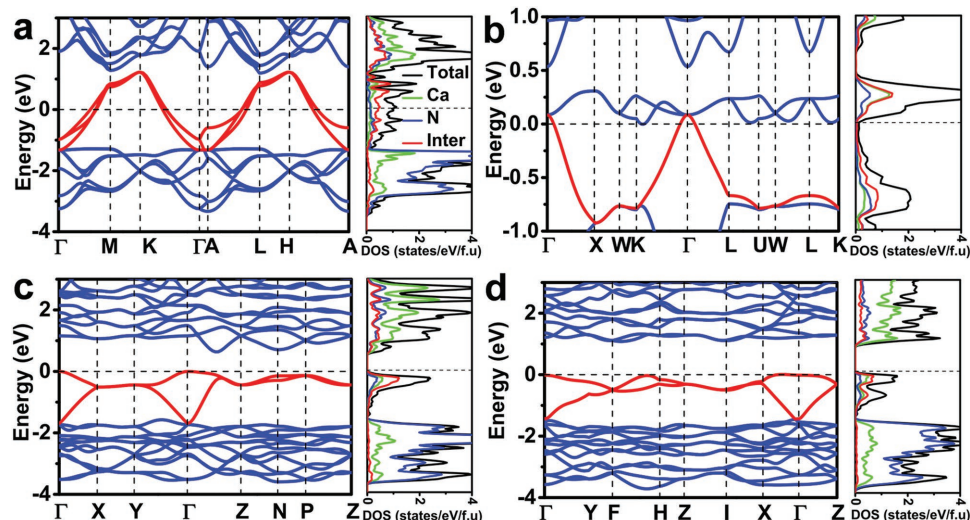 a
Energy (eV)
2
0
-2
-4
Γ M K ΓA L H A
Total
Ca
N
Inter
0 2 4
DOS (states/eV/f.u)
b
Energy (eV)
1.0
0.5
0.0
-0.5
-1.0
Γ X WK Γ L UW L K
0 2 4
DOS (states/eV/f.u)
c
Energy (eV)
2
0
-2
-4
Γ X Y Γ Z N P Z
0 2 4
DOS (states/eV/f.u)
d
Energy (eV)
2
0
-2
-4
Γ Y F H Z I X Γ Z
0 2 4
DOS (states/eV/f.u)